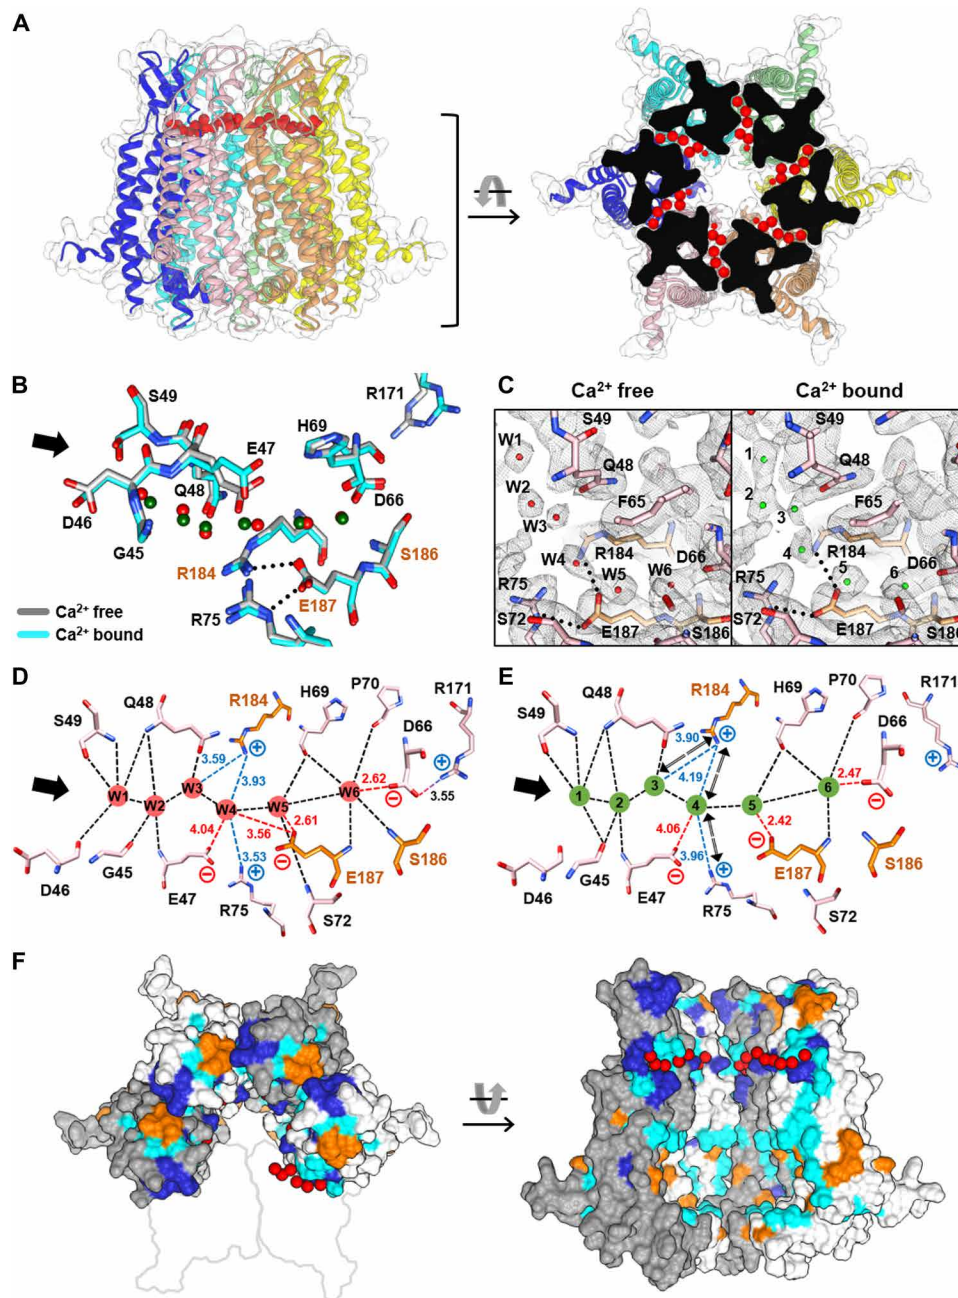 A
B
S49
R171
H69
E47
Q48
D46
D66
G45
S186
R184
R75
E187
Ca²⁺ free
Ca²⁺ bound
C
Ca²⁺ free
Ca²⁺ bound
W1
S49
Q48
W2
F65
W3
W4
R184
D66
W5
W6
R75
S72
E187
S186
1
S49
Q48
2
3
F65
4
R184
D66
5
6
R75
S72
E187
S186
D
S49
Q48
R184
H69
P70
R171
D66
3.59
3.93
2.62
3.55
W1
W2
W3
W4
W5
W6
4.04
3.56
2.61
3.53
D46
G45
E47
R75
E187
S72
S186
E
S49
Q48
R184
H69
P70
R171
D66
3.90
4.19
2.47
1
2
3
4
5
6
4.06
3.96
2.42
D46
G45
E47
R75
E187
S72
S186
F